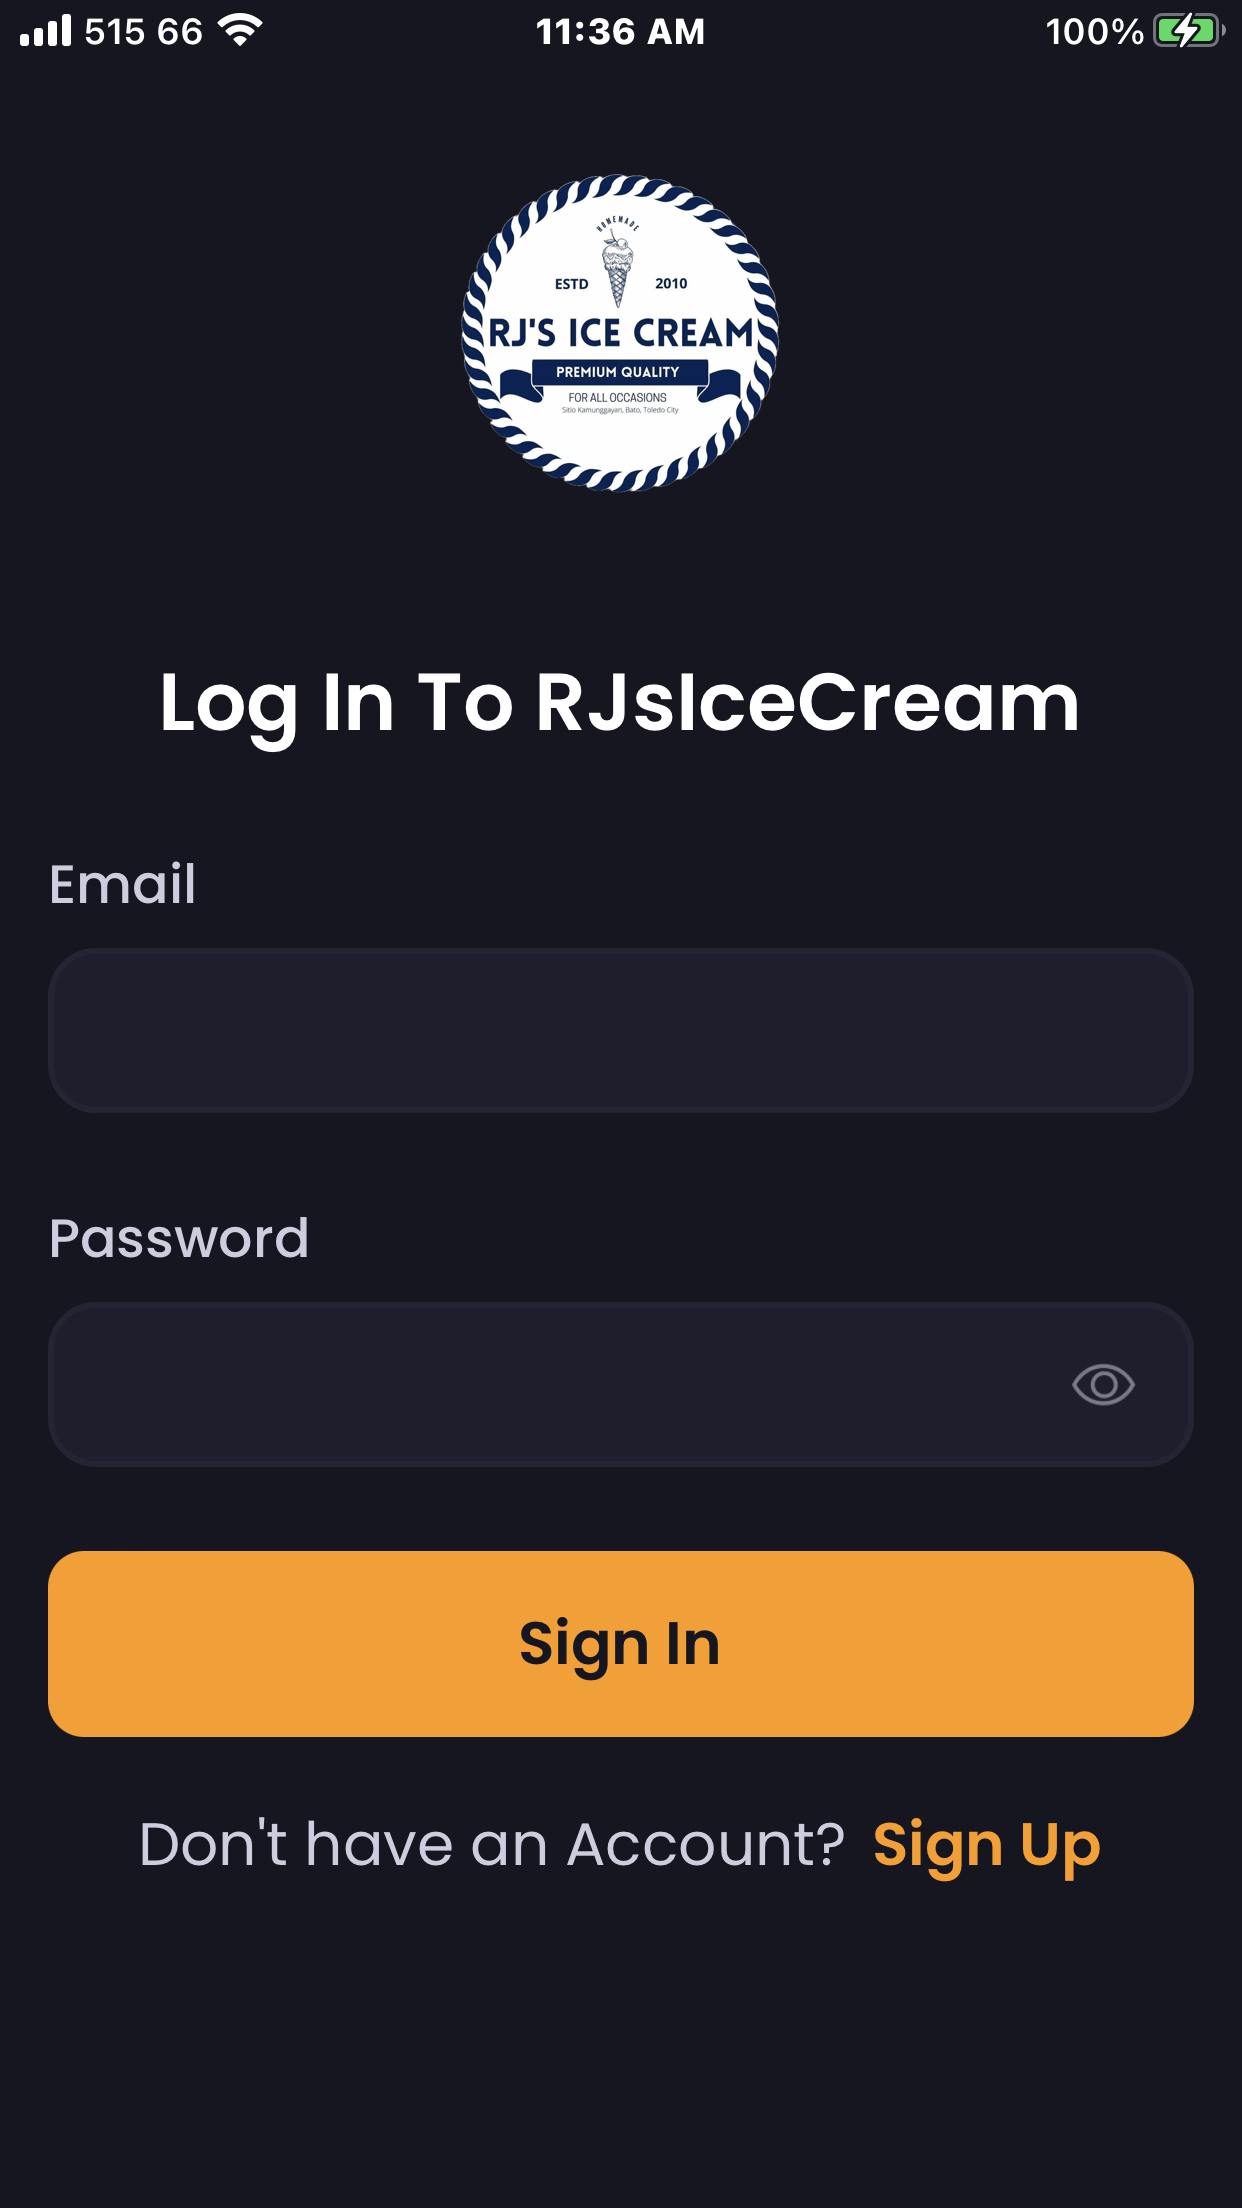 515 66
11:36 AM
100%
HOMEMADE
ESTD 2010
RJ'S ICE CREAM
PREMIUM QUALITY
FOR ALL OCCASIONS
Sitio Kamunggayan, Bato, Toledo City
Log In To RJsIceCream
Email
Password
Sign In
Don't have an Account? Sign Up